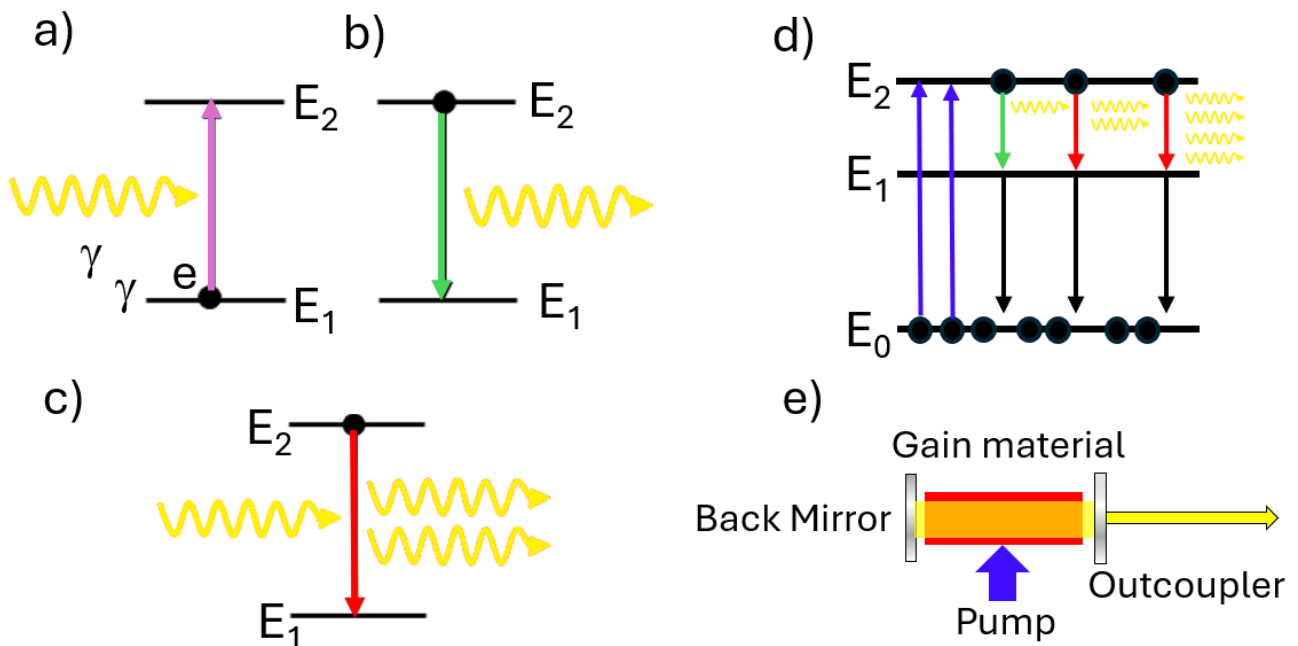 a)
E₂
γ
γ
e
E₁
b)
E₂
E₁
c)
E₂
E₁
d)
E₂
E₁
E₀
e)
Gain material
Back Mirror
Outcoupler
Pump